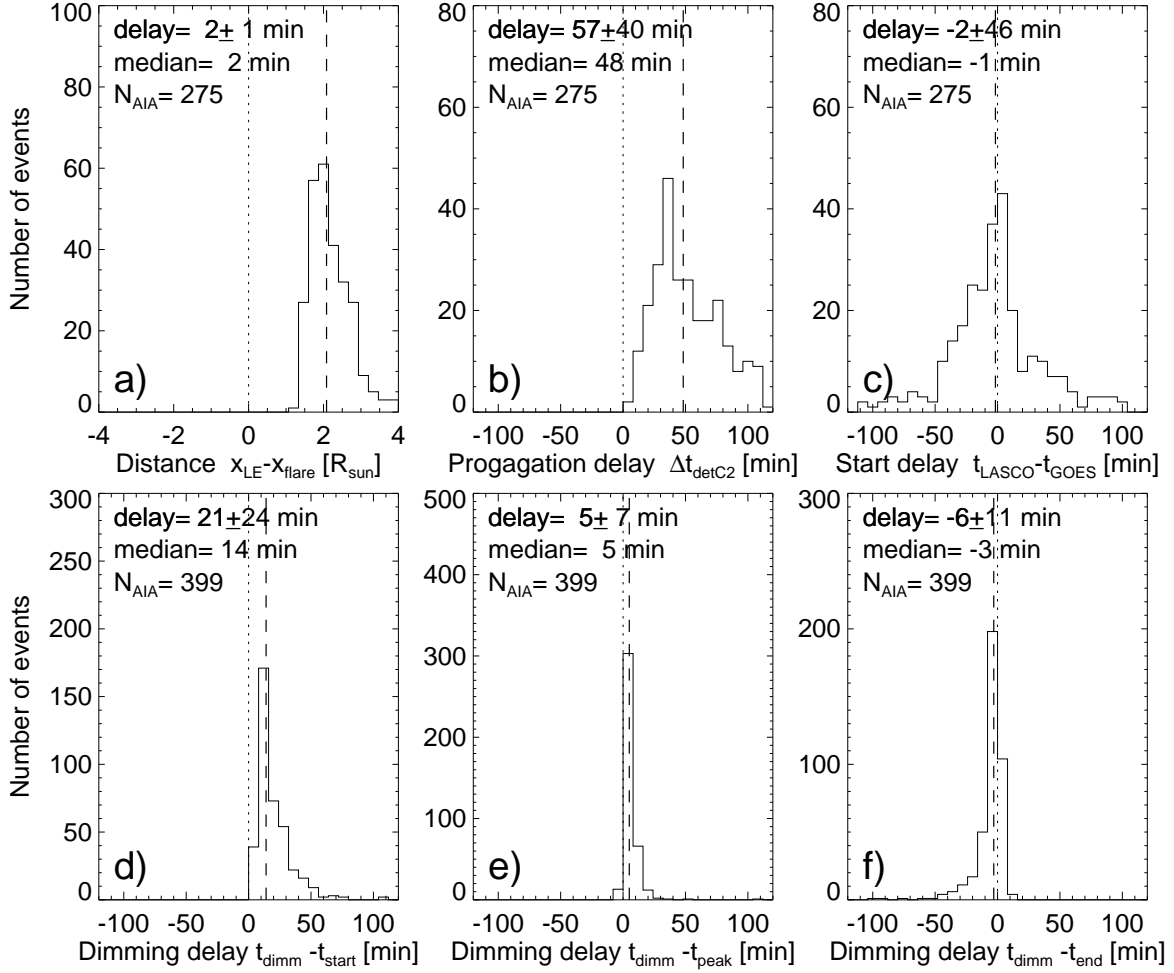 delay= 2± 1 min
median= 2 min
N_AIA= 275
a)
Number of events
100
80
60
40
20
0
-4 -2 0 2 4
Distance x_LE-x_flare [R_sun]
delay= 57±40 min
median= 48 min
N_AIA= 275
b)
80
60
40
20
0
-100 -50 0 50 100
Progagation delay Δt_detC2 [min]
delay= -2±46 min
median= -1 min
N_AIA= 275
c)
80
60
40
20
0
-100 -50 0 50 100
Start delay t_LASCO-t_GOES [min]
delay= 21±24 min
median= 14 min
N_AIA= 399
d)
Number of events
300
250
200
150
100
50
0
-100 -50 0 50 100
Dimming delay t_dimm -t_start [min]
delay= 5± 7 min
median= 5 min
N_AIA= 399
e)
500
400
300
200
100
0
-100 -50 0 50 100
Dimming delay t_dimm -t_peak [min]
delay= -6±11 min
median= -3 min
N_AIA= 399
f)
300
200
100
0
-100 -50 0 50 100
Dimming delay t_dimm -t_end [min]